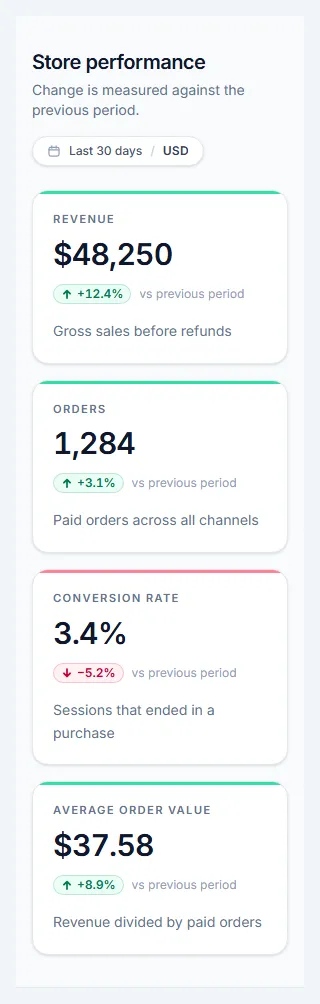 Store performance
Change is measured against the
previous period.
Last 30 days / USD
REVENUE
$48,250
+12.4% vs previous period
Gross sales before refunds
ORDERS
1,284
+3.1% vs previous period
Paid orders across all channels
CONVERSION RATE
3.4%
−5.2% vs previous period
Sessions that ended in a
purchase
AVERAGE ORDER VALUE
$37.58
+8.9% vs previous period
Revenue divided by paid orders